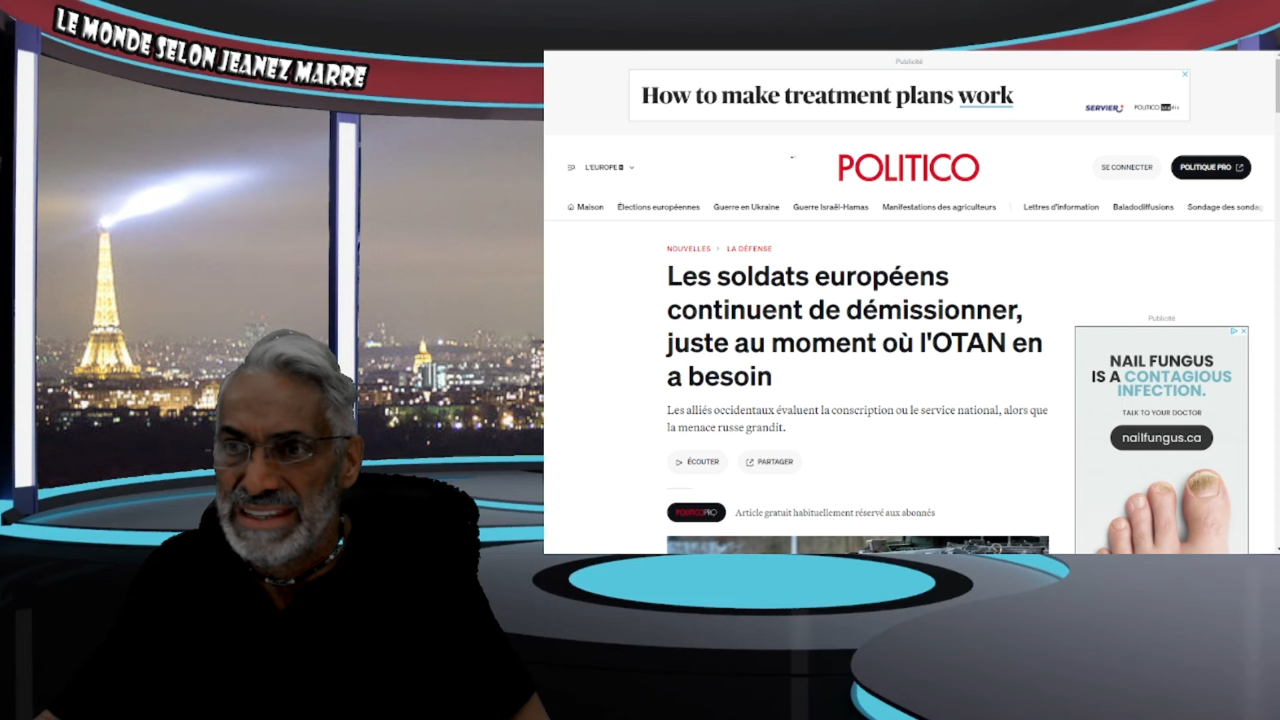 LE MONDE SELON JEANEZ MARRE
Publicité
How to make treatment plans work
SERVIER
POLITICO
L'EUROPE
POLITICO
SE CONNECTER
POLITIQUE PRO
Maison
Élections européennes
Guerre en Ukraine
Guerre Israël-Hamas
Manifestations des agriculteurs
Lettres d'information
Baladodiffusions
Sondage des sonda
NOUVELLES > LA DÉFENSE
Les soldats européens
continuent de démissionner,
juste au moment où l'OTAN en
a besoin
Les alliés occidentaux évaluent la conscription ou le service national, alors que
la menace russe grandit.
ÉCOUTER
PARTAGER
POLITICOPRO
Article gratuit habituellement réservé aux abonnés
Publicité
NAIL FUNGUS
IS A CONTAGIOUS
INFECTION.
TALK TO YOUR DOCTOR
nailfungus.ca